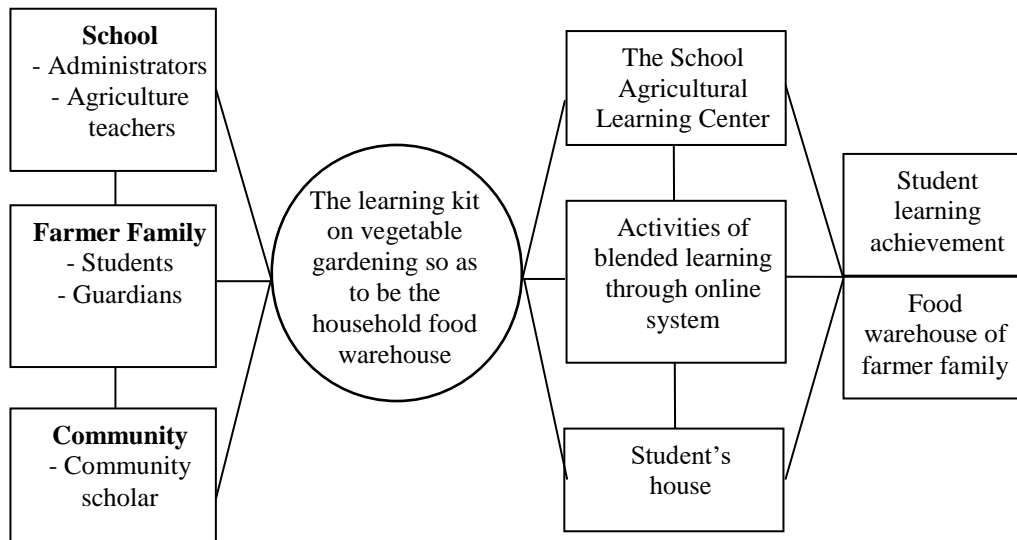 School
- Administrators
- Agriculture
teachers
Farmer Family
- Students
- Guardians
Community
- Community
scholar
The learning kit
on vegetable
gardening so as
to be the
household food
warehouse
The School
Agricultural
Learning Center
Activities of
blended learning
through online
system
Student’s
house
Student
learning
achievement
Food
warehouse of
farmer family